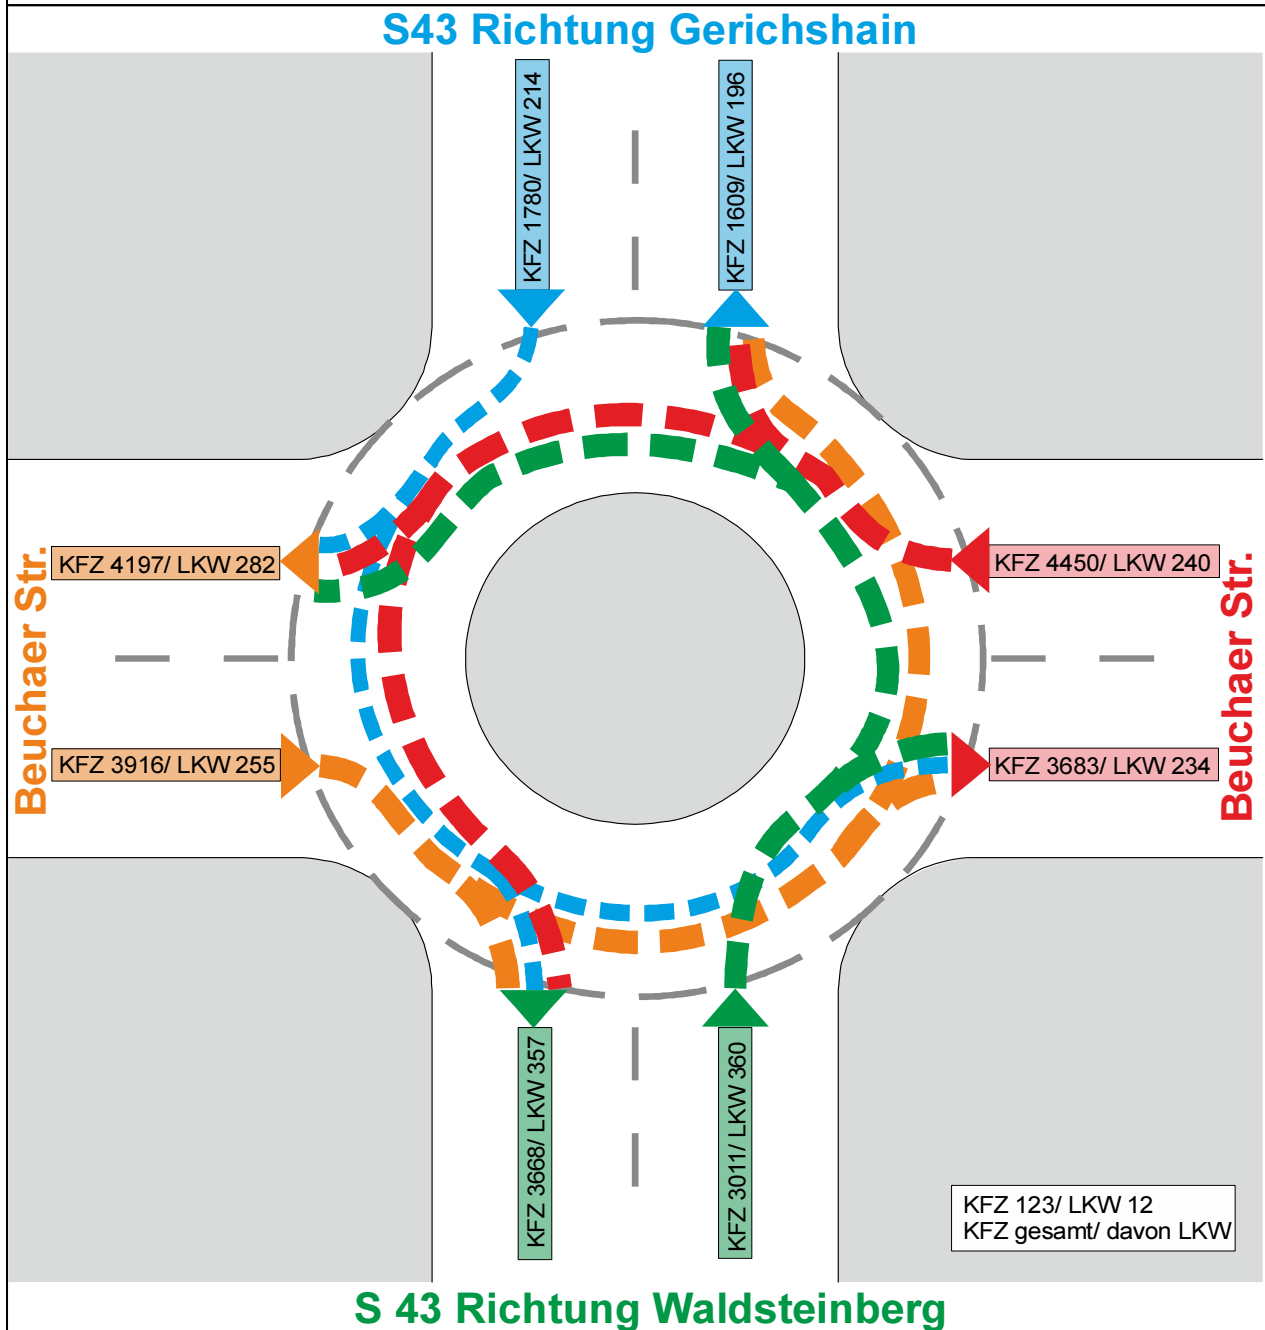 S43 Richtung Gerichshain
KFZ 1780/ LKW 214
KFZ 1609/ LKW 196
KFZ 4197/ LKW 282
KFZ 4450/ LKW 240
Beuchaer Str.
Beuchaer Str.
KFZ 3916/ LKW 255
KFZ 3683/ LKW 234
KFZ 3668/ LKW 357
KFZ 3011/ LKW 360
KFZ 123/ LKW 12
KFZ gesamt/ davon LKW
S 43 Richtung Waldsteinberg